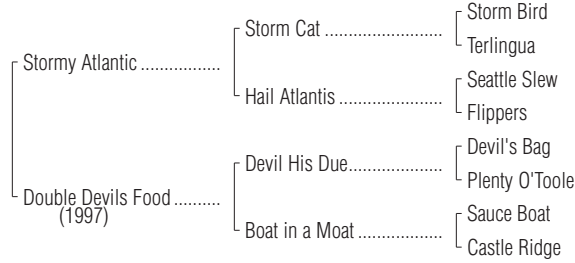 Storm Bird
Storm Cat ........................
Terlingua
Stormy Atlantic ................
Seattle Slew
Hail Atlantis .....................
Flippers
Devil's Bag
Devil His Due...................
Plenty O'Toole
Double Devils Food ..........
(1997)
Sauce Boat
Boat in a Moat .................
Castle Ridge